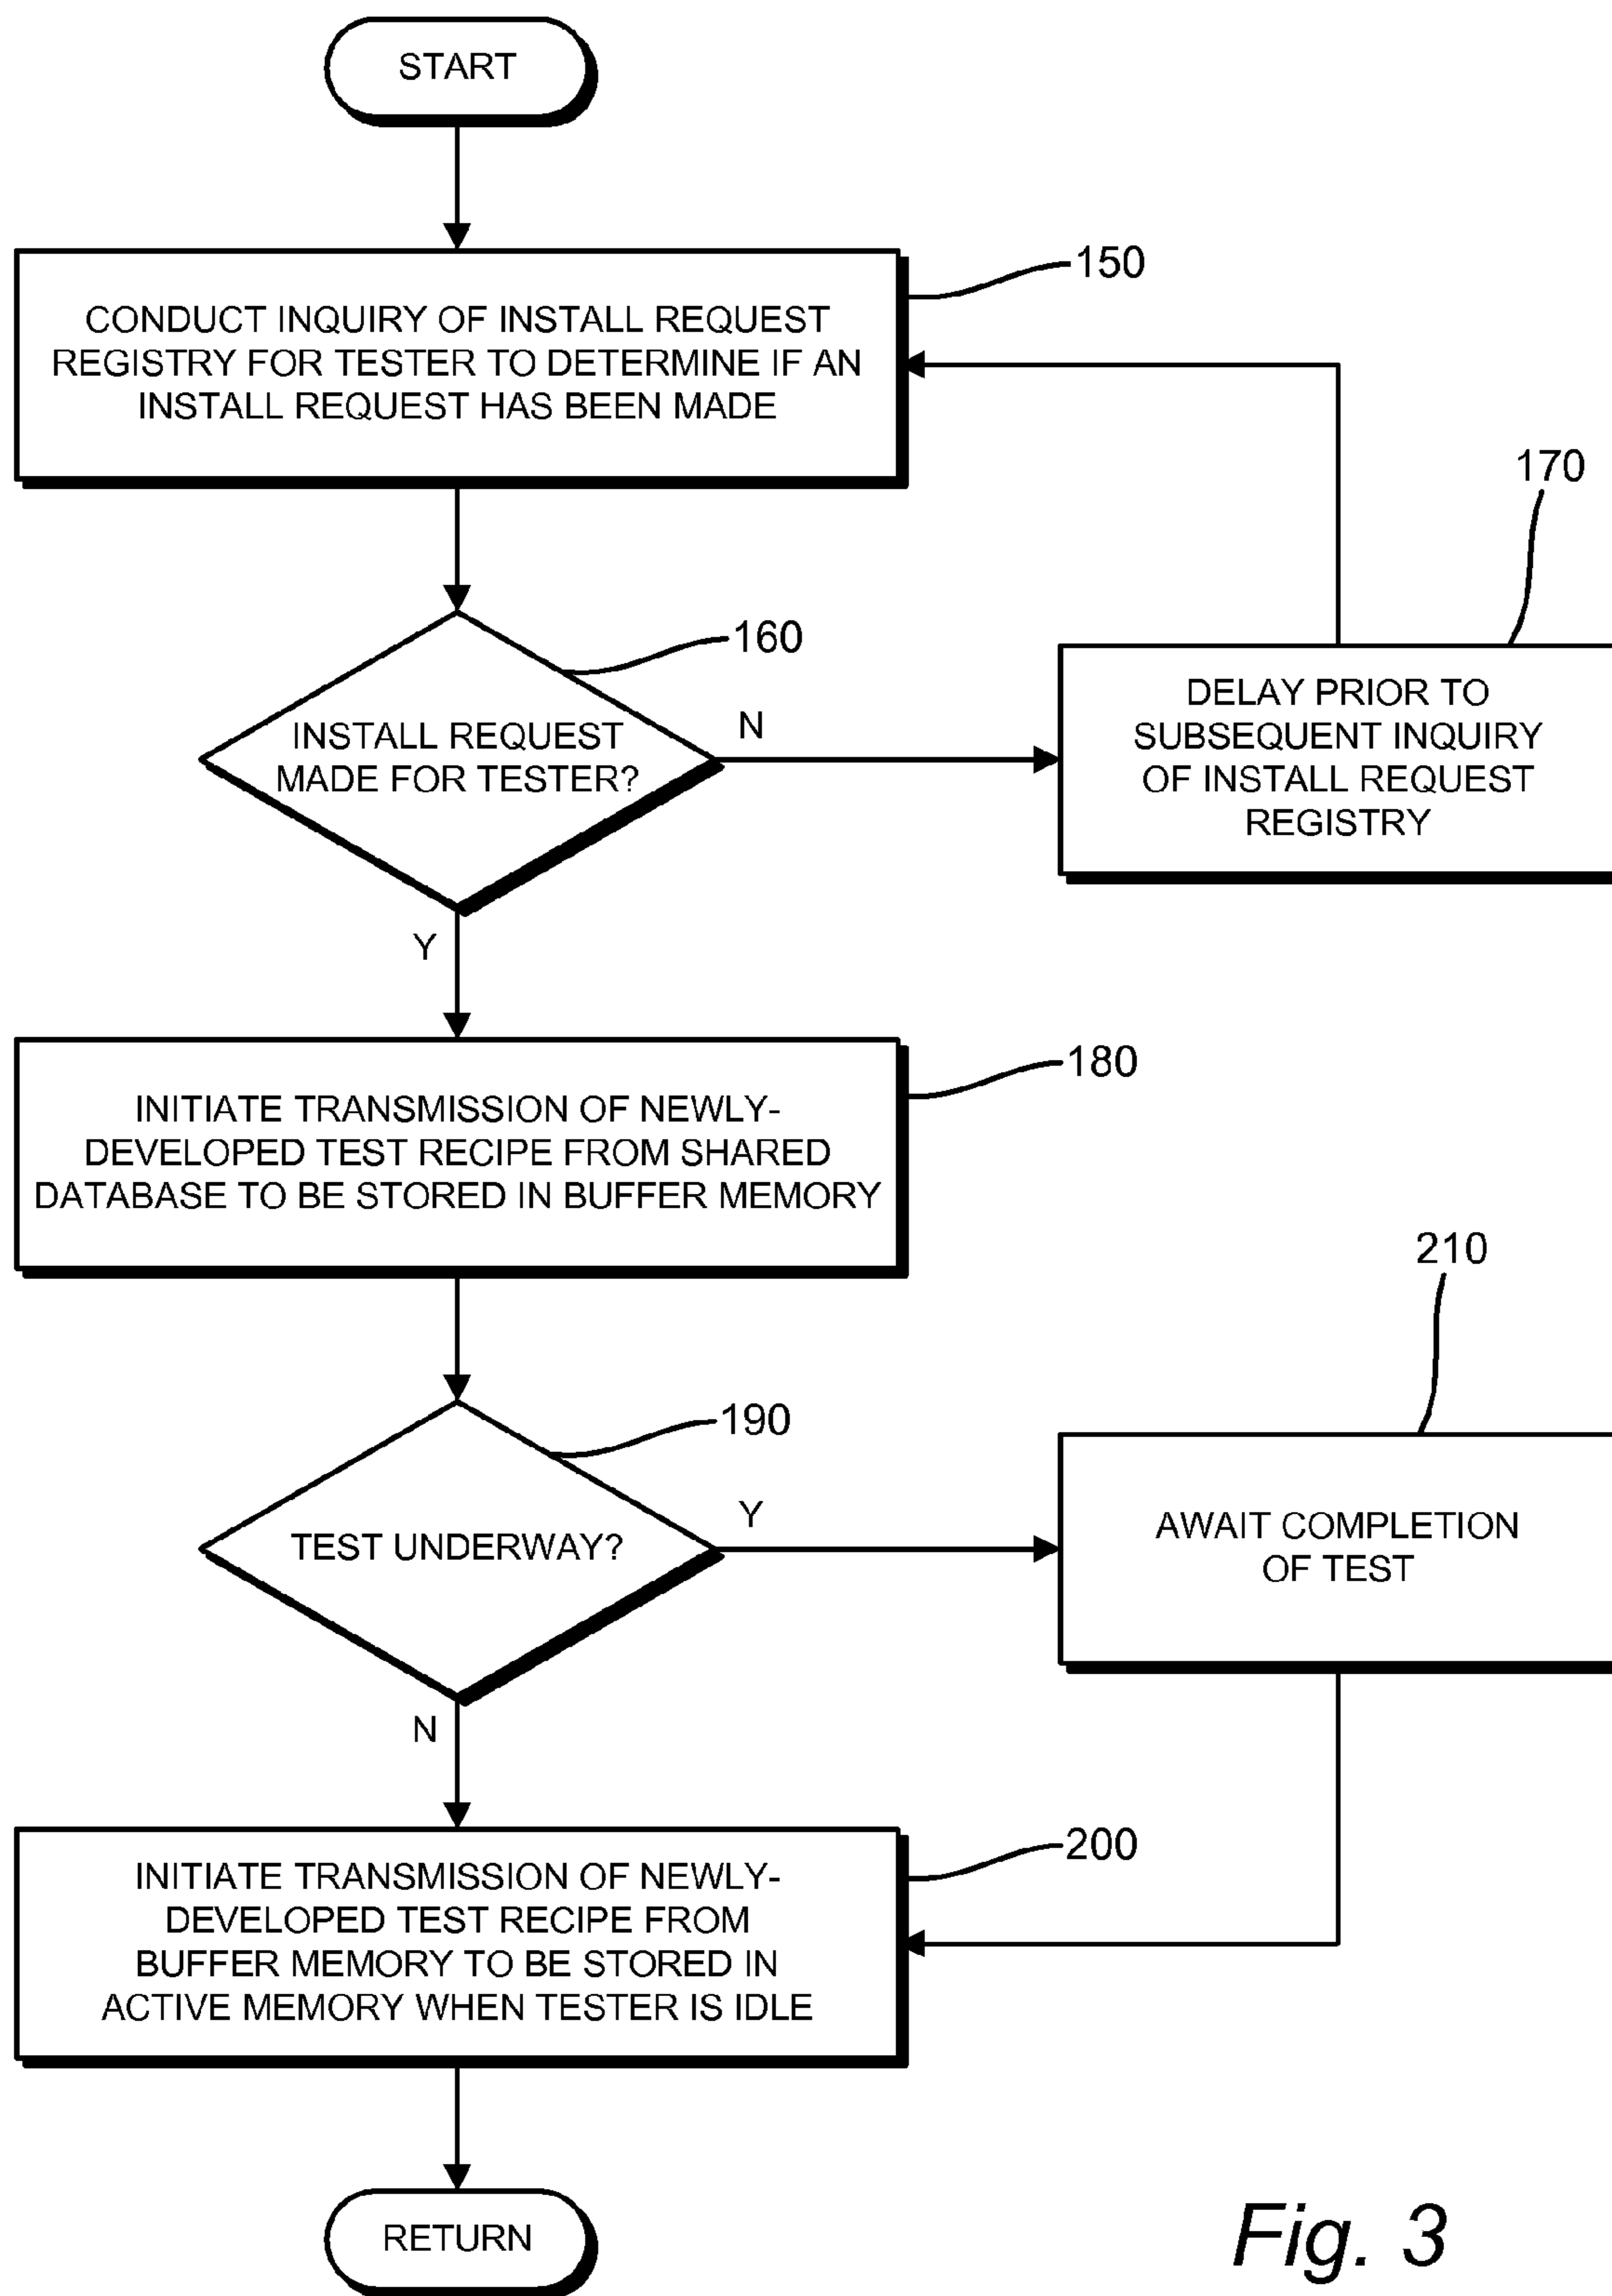 START
150
CONDUCT INQUIRY OF INSTALL REQUEST
REGISTRY FOR TESTER TO DETERMINE IF AN
INSTALL REQUEST HAS BEEN MADE
170
160
INSTALL REQUEST
MADE FOR TESTER?
N
DELAY PRIOR TO
SUBSEQUENT INQUIRY
OF INSTALL REQUEST
REGISTRY
Y
180
INITIATE TRANSMISSION OF NEWLY-
DEVELOPED TEST RECIPE FROM SHARED
DATABASE TO BE STORED IN BUFFER MEMORY
210
190
TEST UNDERWAY?
Y
AWAIT COMPLETION
OF TEST
N
200
INITIATE TRANSMISSION OF NEWLY-
DEVELOPED TEST RECIPE FROM
BUFFER MEMORY TO BE STORED IN
ACTIVE MEMORY WHEN TESTER IS IDLE
RETURN
Fig. 3